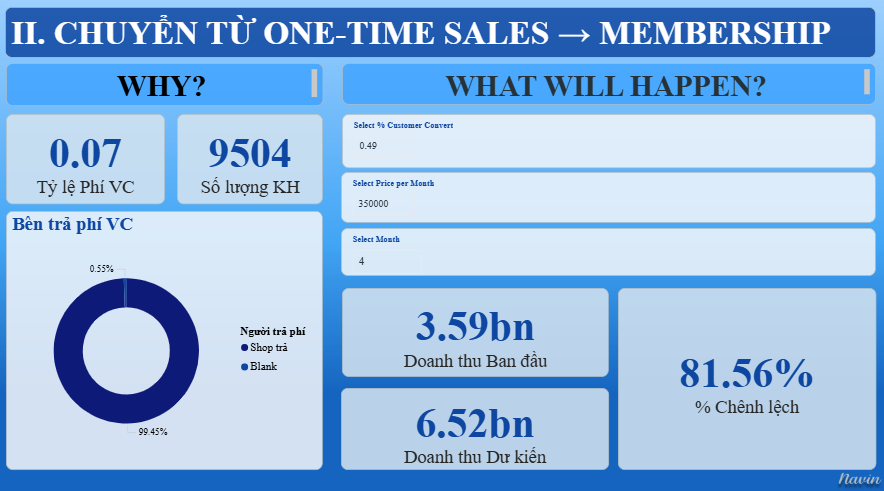 II. CHUYỂN TỪ ONE-TIME SALES → MEMBERSHIP
WHY?
WHAT WILL HAPPEN?
0.07
Tỷ lệ Phí VC
9504
Số lượng KH
Bên trả phí VC
0.55%
99.45%
Người trả phí
Shop trả
Blank
Select % Customer Convert
0.49
Select Price per Month
350000
Select Month
4
3.59bn
Doanh thu Ban đầu
6.52bn
Doanh thu Dư kiến
81.56%
% Chênh lệch
Navin